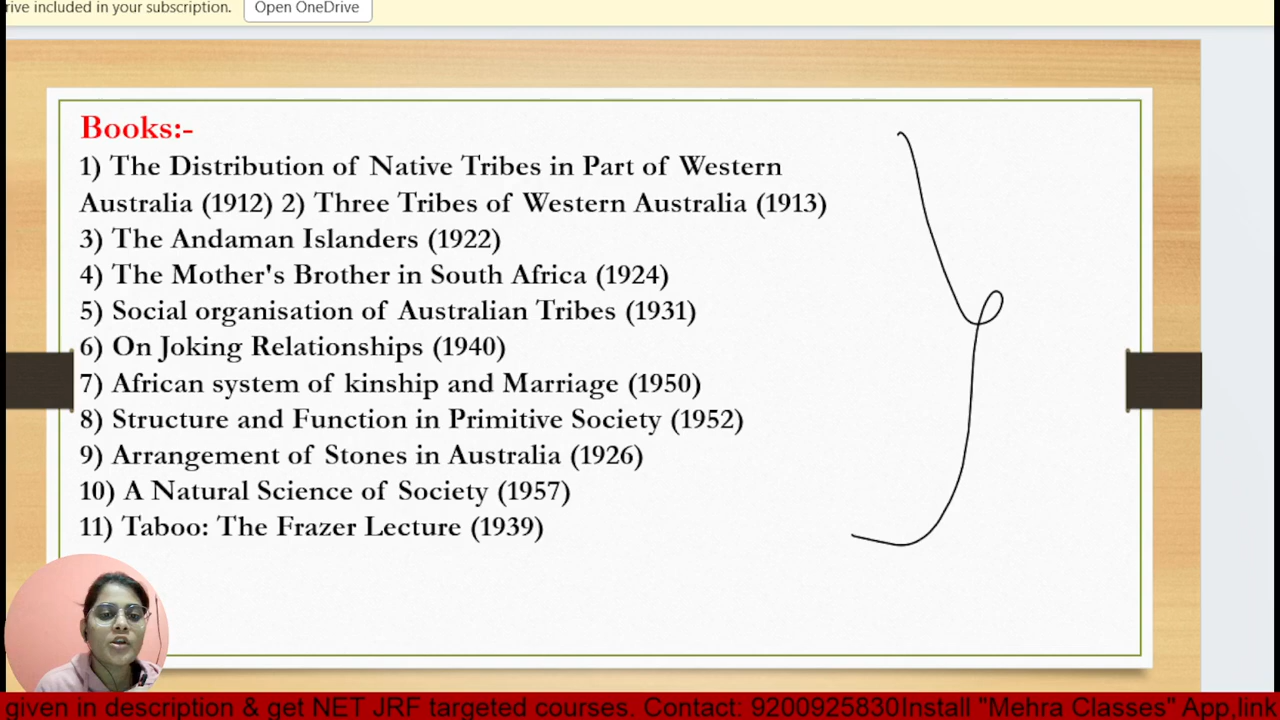 rive included in your subscription. Open OneDrive
Books:-
1) The Distribution of Native Tribes in Part of Western
Australia (1912) 2) Three Tribes of Western Australia (1913)
3) The Andaman Islanders (1922)
4) The Mother's Brother in South Africa (1924)
5) Social organisation of Australian Tribes (1931)
6) On Joking Relationships (1940)
7) African system of kinship and Marriage (1950)
8) Structure and Function in Primitive Society (1952)
9) Arrangement of Stones in Australia (1926)
10) A Natural Science of Society (1957)
11) Taboo: The Frazer Lecture (1939)
given in description & get NET JRF targeted courses. Contact: 9200925830Install "Mehra Classes" App,link